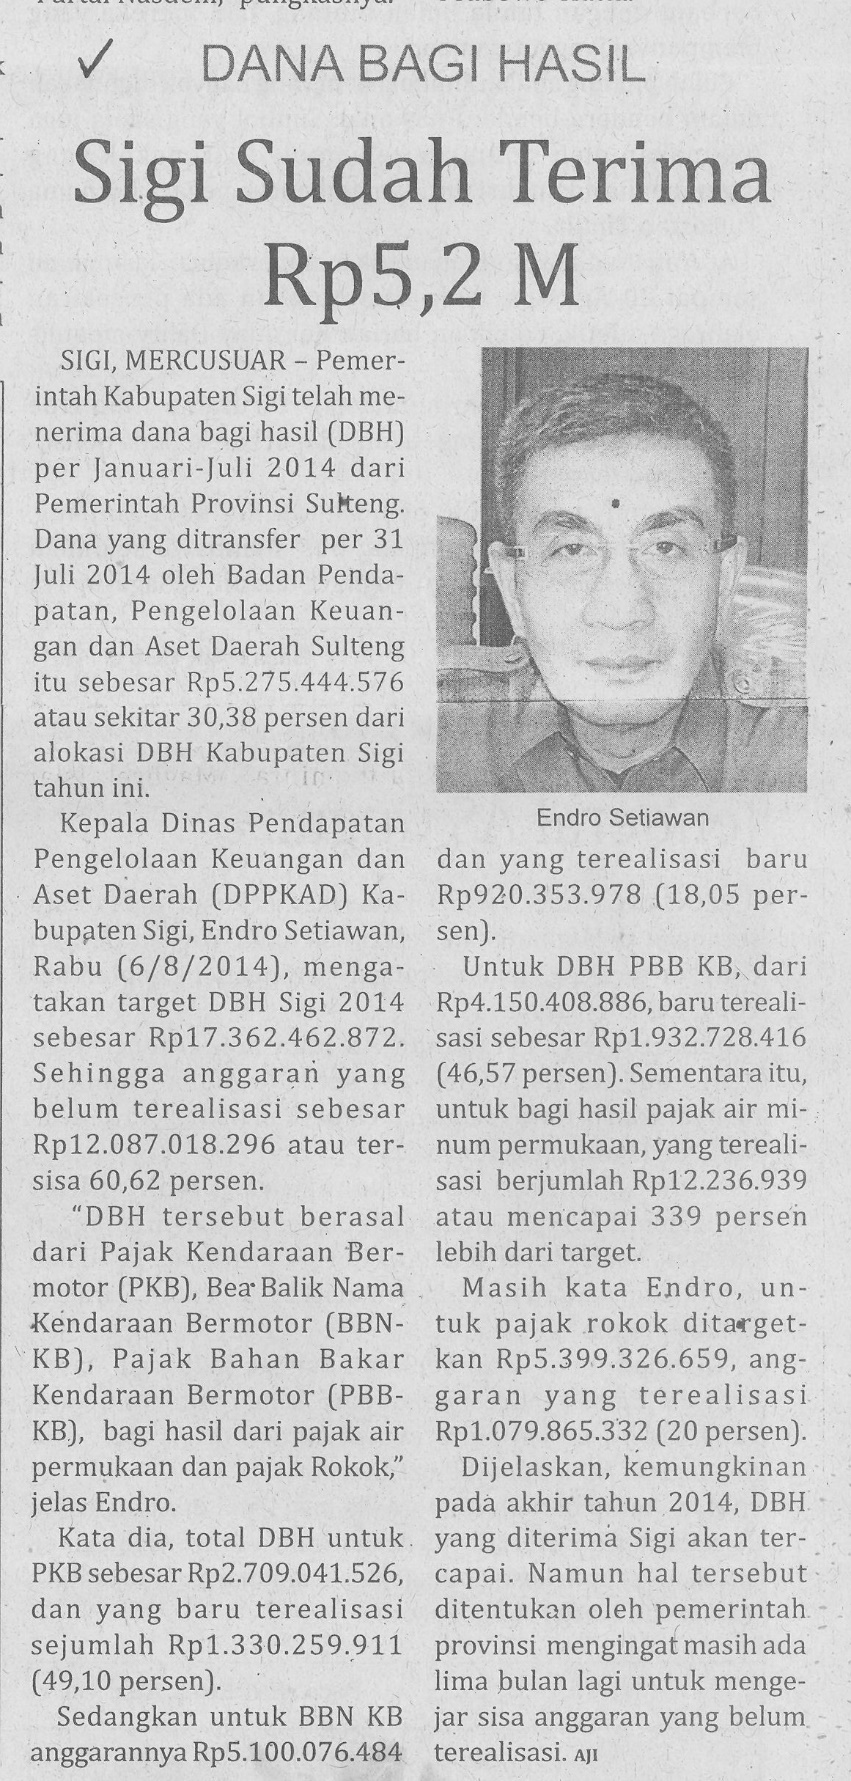 ✓ DANA BAGI HASIL
Sigi Sudah Terima
Rp5,2 M
SIGI, MERCUSUAR – Pemer-
intah Kabupaten Sigi telah me-
nerima dana bagi hasil (DBH)
per Januari-Juli 2014 dari
Pemerintah Provinsi Sulteng.
Dana yang ditransfer per 31
Juli 2014 oleh Badan Penda-
patan, Pengelolaan Keuan-
gan dan Aset Daerah Sulteng
itu sebesar Rp5.275.444.576
atau sekitar 30,38 persen dari
alokasi DBH Kabupaten Sigi
tahun ini.
Kepala Dinas Pendapatan
Pengelolaan Keuangan dan
Aset Daerah (DPPKAD) Ka-
bupaten Sigi, Endro Setiawan,
Rabu (6/8/2014), menga-
takan target DBH Sigi 2014
sebesar Rp17.362.462.872.
Sehingga anggaran yang
belum terealisasi sebesar
Rp12.087.018.296 atau ter-
sisa 60,62 persen.
“DBH tersebut berasal
dari Pajak Kendaraan Ber-
motor (PKB), Bea Balik Nama
Kendaraan Bermotor (BBN-
KB), Pajak Bahan Bakar
Kendaraan Bermotor (PBB-
KB), bagi hasil dari pajak air
permukaan dan pajak Rokok,”
jelas Endro.
Kata dia, total DBH untuk
PKB sebesar Rp2.709.041.526,
dan yang baru terealisasi
sejumlah Rp1.330.259.911
(49,10 persen).
Sedangkan untuk BBN KB
anggarannya Rp5.100.076.484
Endro Setiawan
dan yang terealisasi baru
Rp920.353.978 (18,05 per-
sen).
Untuk DBH PBB KB, dari
Rp4.150.408.886, baru tereali-
sasi sebesar Rp1.932.728.416
(46,57 persen). Sementara itu,
untuk bagi hasil pajak air mi-
num permukaan, yang tereali-
sasi berjumlah Rp12.236.939
atau mencapai 339 persen
lebih dari target.
Masih kata Endro, un-
tuk pajak rokok ditarget-
kan Rp5.399.326.659, ang-
garan yang terealisasi
Rp1.079.865.332 (20 persen).
Dijelaskan, kemungkinan
pada akhir tahun 2014, DBH
yang diterima Sigi akan ter-
capai. Namun hal tersebut
ditentukan oleh pemerintah
provinsi mengingat masih ada
lima bulan lagi untuk menge-
jar sisa anggaran yang belum
terealisasi. AJI